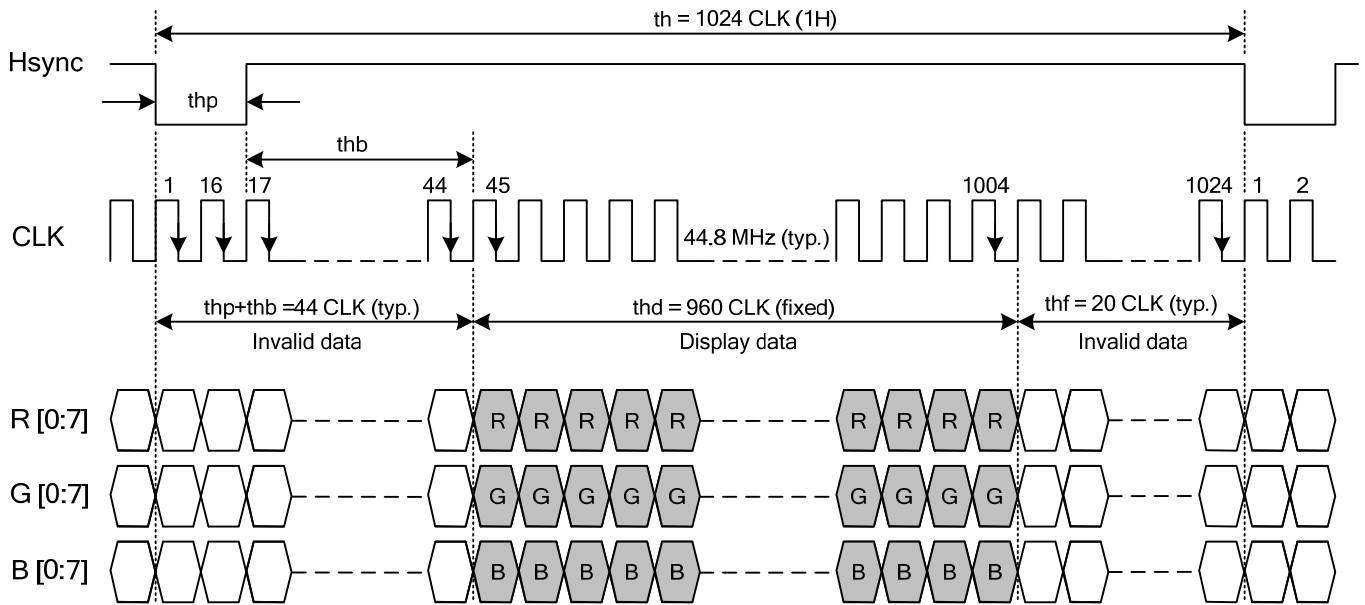 th = 1024 CLK (1H)
Hsync
thp
thb
1 16 17 44 45 1004 1024 1 2
CLK
44.8 MHz (typ.)
thp+thb =44 CLK (typ.) thd = 960 CLK (fixed) thf = 20 CLK (typ.)
Invalid data Display data Invalid data
R [0:7] R R R R R R R R R
G [0:7] G G G G G G G G G
B [0:7] B B B B B B B B B